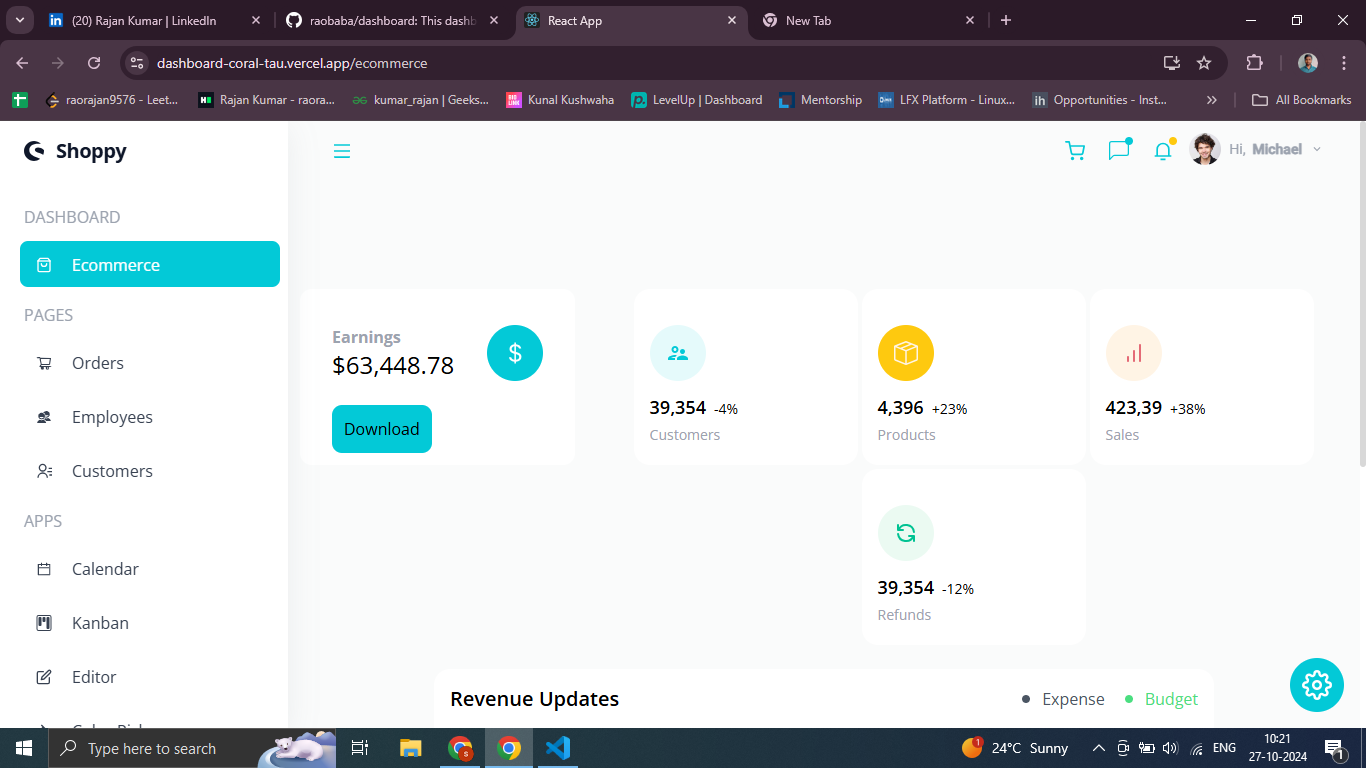 (20) Rajan Kumar | LinkedIn
raobaba/dashboard: This dashb
React App
New Tab
dashboard-coral-tau.vercel.app/ecommerce
raorajan9576 - Leet...
Rajan Kumar - raora...
kumar_rajan | Geeks...
Kunal Kushwaha
LevelUp | Dashboard
Mentorship
LFX Platform - Linux...
ih Opportunities - Inst...
All Bookmarks
Shoppy
Hi, Michael
DASHBOARD
Ecommerce
PAGES
Orders
Employees
Customers
APPS
Calendar
Kanban
Editor
Earnings
$63,448.78
$
Download
39,354 -4%
Customers
4,396 +23%
Products
423,39 +38%
Sales
39,354 -12%
Refunds
Revenue Updates
Expense
Budget
Type here to search
1
24°C Sunny
ENG
10:21
27-10-2024
1